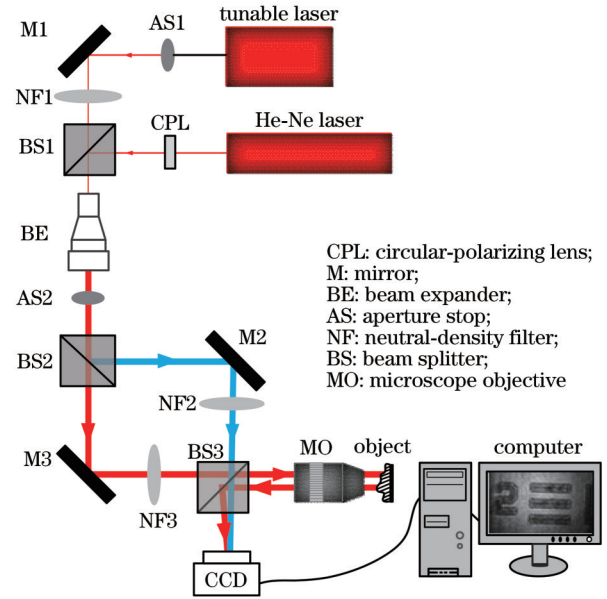 tunable laser
AS1
M1
NF1
CPL
He-Ne laser
BS1
BE
CPL: circular-polarizing lens;
M: mirror;
BE: beam expander;
AS: aperture stop;
NF: neutral-density filter;
BS: beam splitter;
MO: microscope objective
AS2
M2
BS2
NF2
M3
BS3
MO
object
computer
NF3
CCD